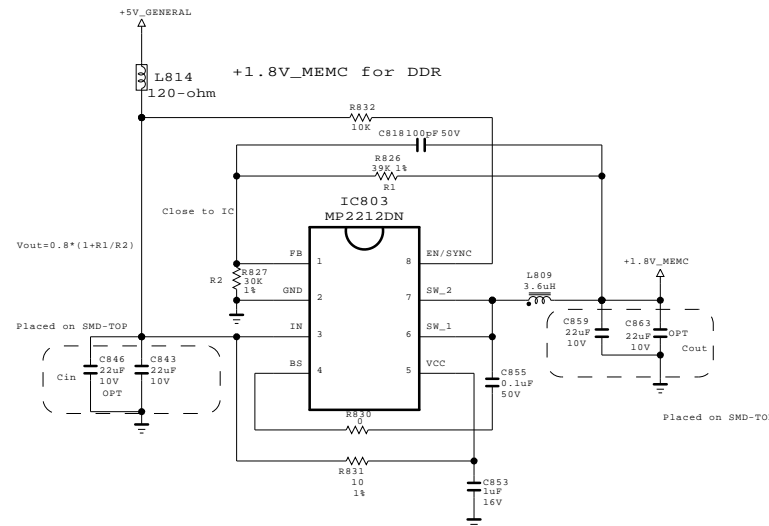 +5V_GENERAL
L814
120-ohm
+1.8V_MEMC for DDR
R832
10K
C818 100pF 50V
R826
39K 1%
R1
Close to IC
IC803
MP2212DN
Vout=0.8*(1+R1/R2)
R2
R827
30K
1%
FB
1
8
EN/SYNC
GND
2
7
SW_2
IN
3
6
SW_1
BS
4
5
VCC
L809
3.6uH
+1.8V_MEMC
Placed on SMD-TOP
Cin
C846
22uF
10V
OPT
C843
22uF
10V
C859
22uF
10V
C863
22uF
10V
OPT
Cout
C855
0.1uF
50V
Placed on SMD-TO
R830
0
R831
10
1%
C853
1uF
16V